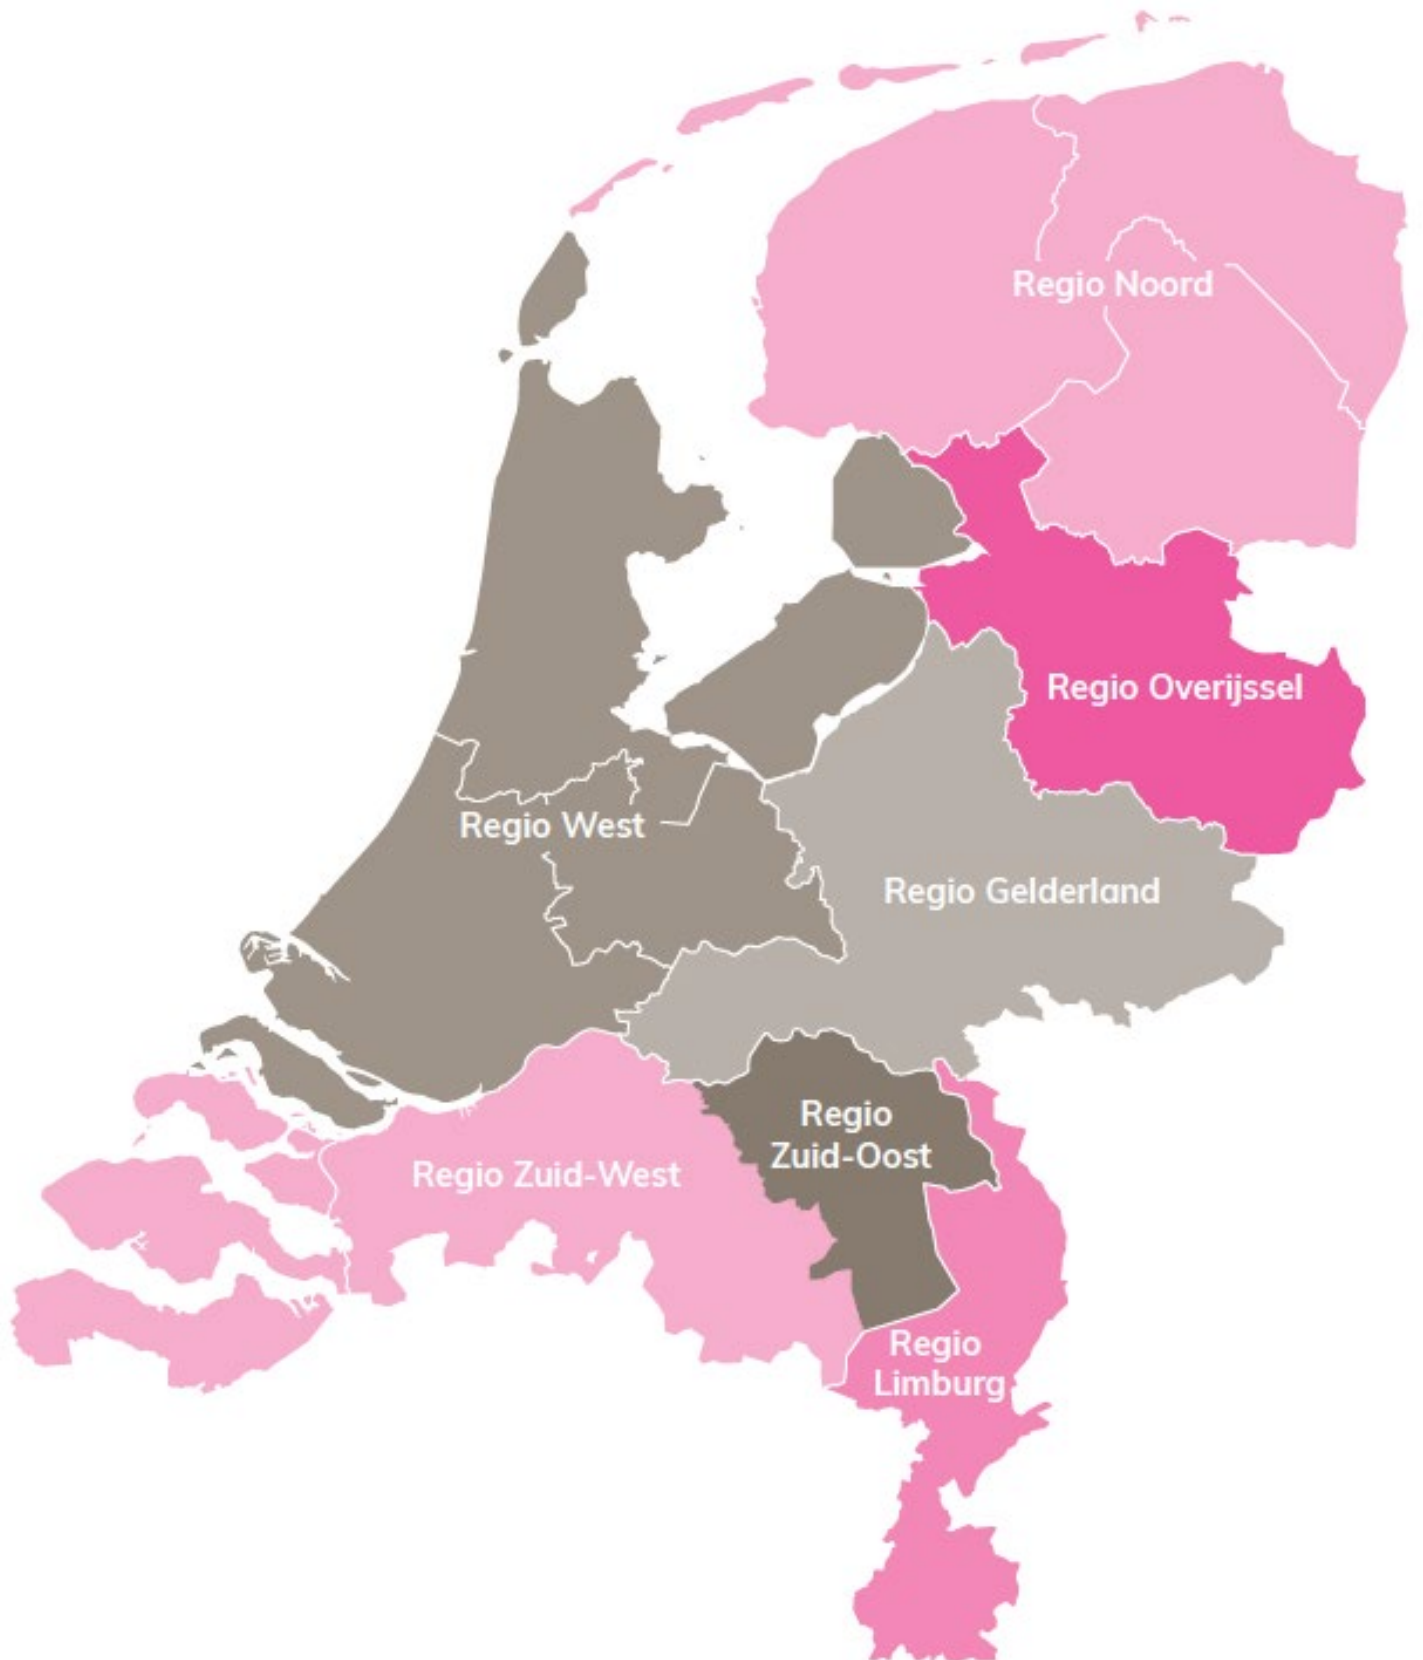 Regio Noord
Regio Overijssel
Regio West
Regio Gelderland
Regio
Zuid-Oost
Regio Zuid-West
Regio
Limburg